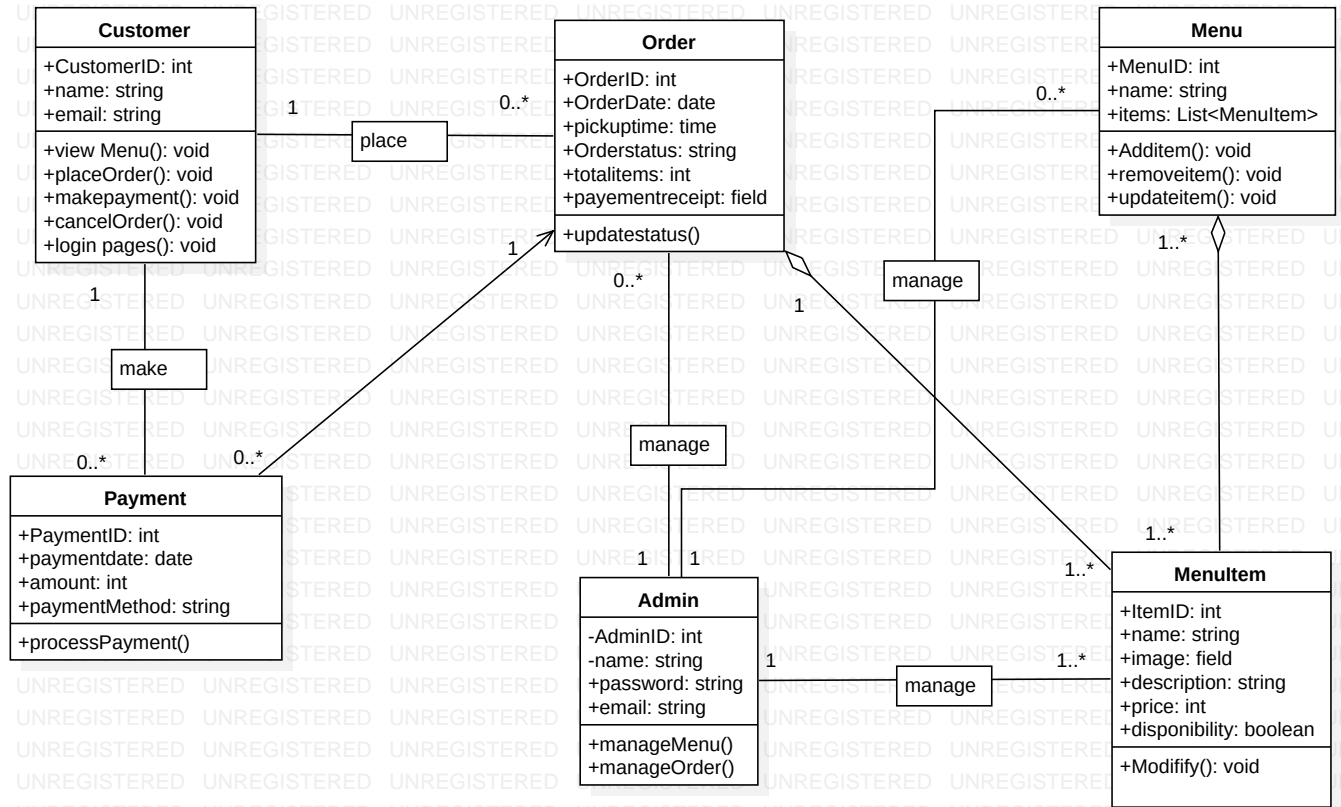 Customer
+CustomerID: int
+name: string
+email: string
+view Menu(): void
+placeOrder(): void
+makepayment(): void
+cancelOrder(): void
+login pages(): void
1
place
0..*
Order
+OrderID: int
+OrderDate: date
+pickuptime: time
+Orderstatus: string
+totalitems: int
+payementreceipt: field
+updatestatus()
0..*
Menu
+MenuID: int
+name: string
+items: List<MenuItem>
+Additem(): void
+removeitem(): void
+updateitem(): void
1..*
1
0..*
1
manage
1
make
manage
0..*
0..*
1..*
1..*
Payment
+PaymentID: int
+paymentdate: date
+amount: int
+paymentMethod: string
+processPayment()
1
1
Admin
-AdminID: int
-name: string
+password: string
+email: string
+manageMenu()
+manageOrder()
1
manage
1..*
MenuItem
+ItemID: int
+name: string
+image: field
+description: string
+price: int
+disponibility: boolean
+Modifify(): void
UNREGISTERED